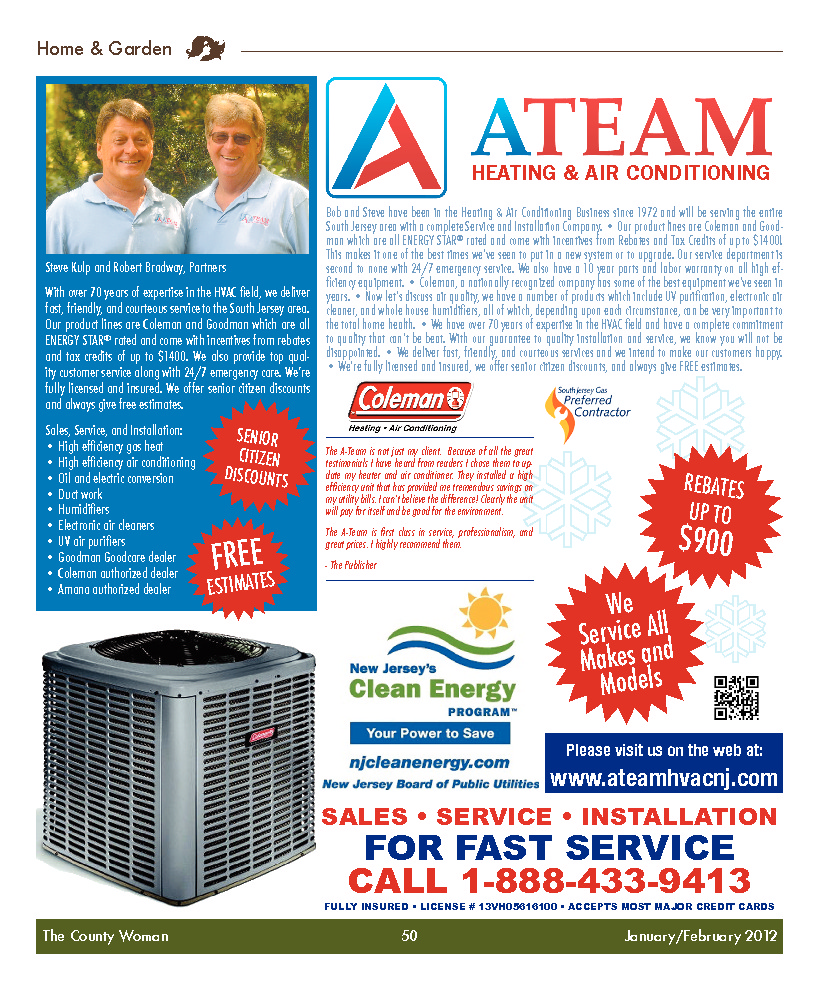 Home & Garden
Steve Kulp and Robert Bradway, Partners
With over 70 years of expertise in the HVAC field, we deliver
fast, friendly, and courteous service to the South Jersey area.
Our product lines are Coleman and Goodman which are all
ENERGY STAR® rated and come with incentives from rebates
and tax credits of up to $1400. We also provide top qual-
ity customer service along with 24/7 emergency care. We're
fully licensed and insured. We offer senior citizen discounts
and always give free estimates.
Sales, Service, and Installation:
• High efficiency gas heat
• High efficiency air conditioning
• Oil and electric conversion
• Duct work
• Humidifiers
• Electronic air cleaners
• UV air purifiers
• Goodman Goodcare dealer
• Coleman authorized dealer
• Amana authorized dealer
SENIOR
CITIZEN
DISCOUNTS
FREE
ESTIMATES
Coleman
A
ATEAM
HEATING & AIR CONDITIONING
Bob and Steve have been in the Heating & Air Conditioning Business since 1972 and will be serving the entire
South Jersey area with a complete Service and Installation Company. • Our product lines are Coleman and Good-
man which are all ENERGY STAR® rated and come with incentives from Rebates and Tax Credits of up to $1400!
This makes it one of the best times we've seen to put in a new system or to upgrade. Our service department is
second to none with 24/7 emergency service. We also have a 10 year parts and labor warranty on all high ef-
ficiency equipment. • Coleman, a nationally recognized company has some of the best equipment we've seen in
years. • Now let's discuss air quality, we have a number of products which include UV purification, electronic air
cleaner, and whole house humidifiers, all of which, depending upon each circumstance, can be very important to
the total home health. • We have over 70 years of expertise in the HVAC field and have a complete commitment
to quality that can't be beat. With our guarantee to quality installation and service, we know you will not be
disappointed. • We deliver fast, friendly, and courteous services and we intend to make our customers happy.
• We're fully licensed and insured, we offer senior citizen discounts, and always give FREE estimates.
Coleman
Heating • Air Conditioning
The A-Team is not just my client. Because of all the great
testimonials I have heard from readers I chose them to up-
date my heater and air conditioner. They installed a high
efficiency unit that has provided me tremendous savings on
my utility bills. I can't believe the difference! Clearly the unit
will pay for itself and be good for the environment.
The A-Team is first class in service, professionalism, and
great prices. I highly recommend them.
- The Publisher
South Jersey Gas
Preferred
Contractor
REBATES
UP TO
$900
We
Service All
Makes and
Models
New Jersey's
Clean Energy
PROGRAM™
Your Power to Save
njcleanenergy.com
New Jersey Board of Public Utilities
Please visit us on the web at:
www.ateamhvacnj.com
SALES • SERVICE • INSTALLATION
FOR FAST SERVICE
CALL 1-888-433-9413
FULLY INSURED • LICENSE # 13VH05616100 • ACCEPTS MOST MAJOR CREDIT CARDS
The County Woman 50 January/February 2012